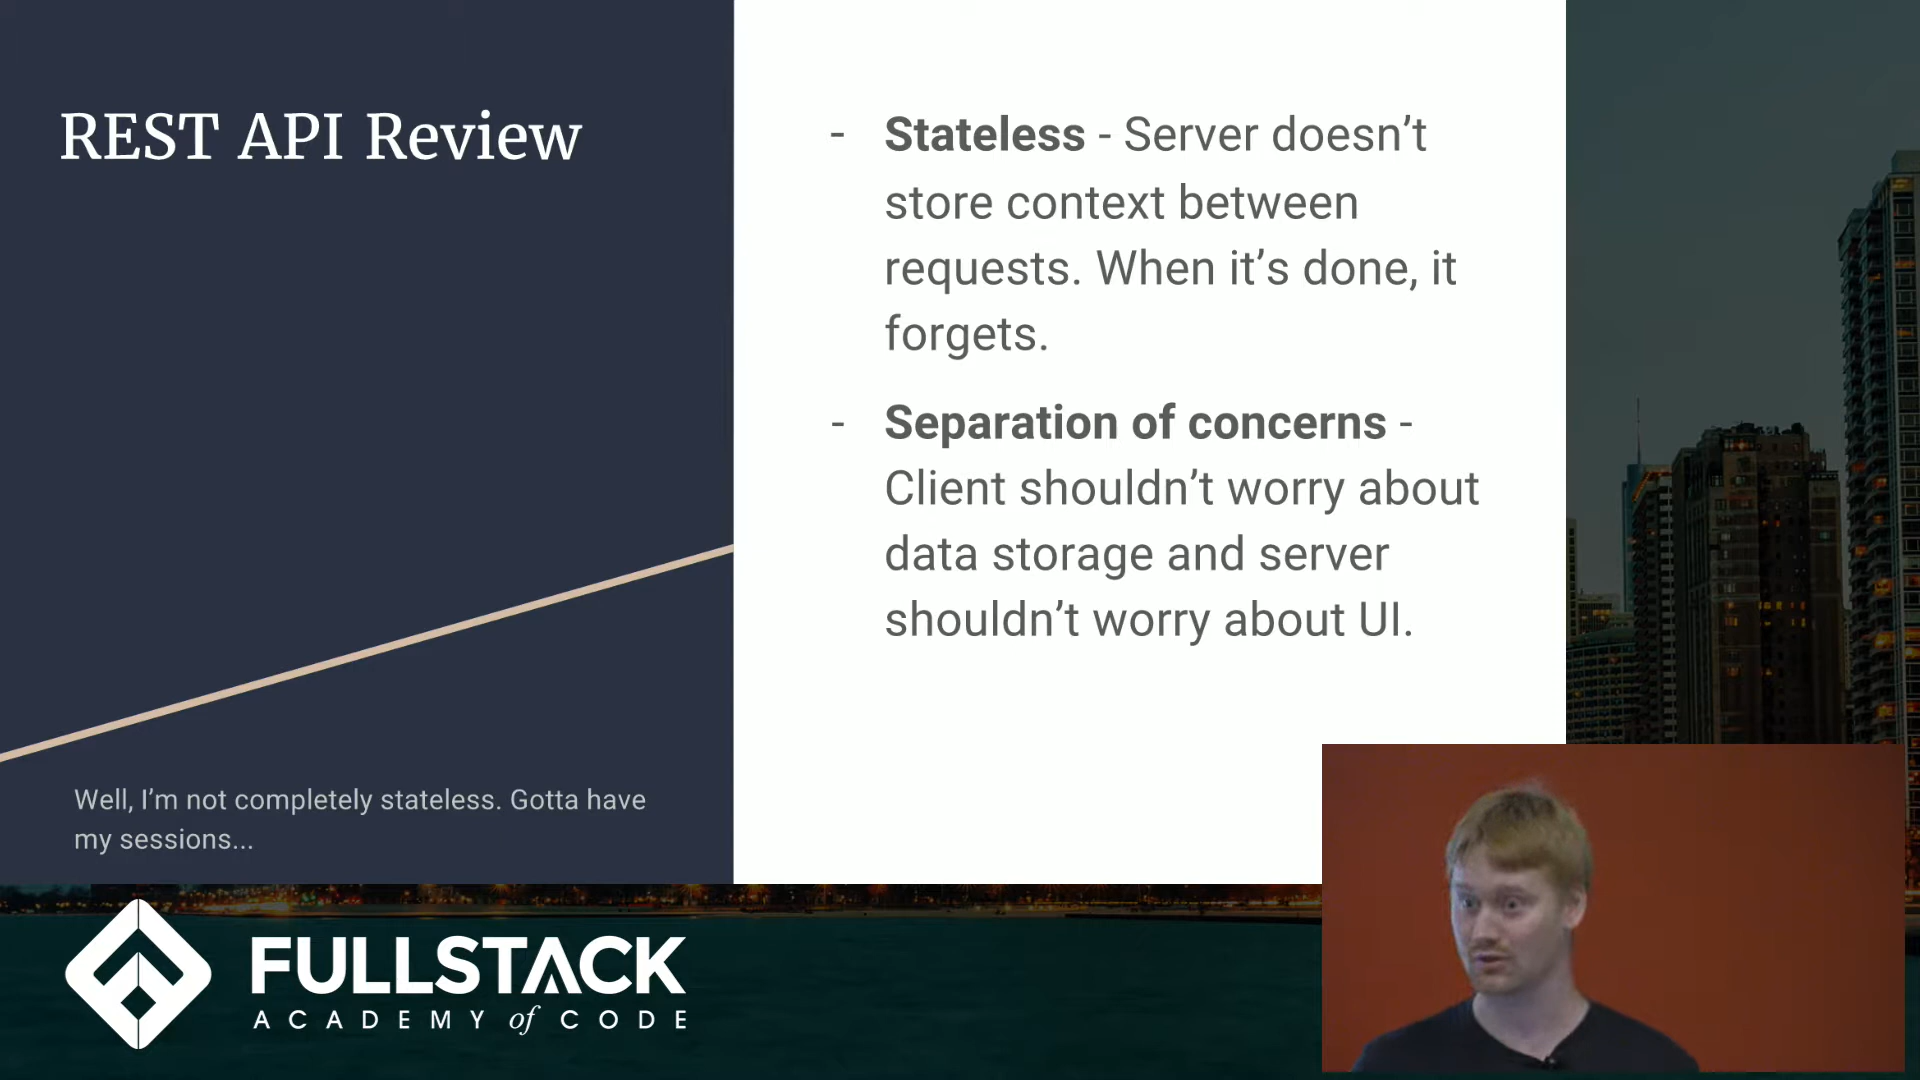 REST API Review
- Stateless - Server doesn’t
store context between
requests. When it’s done, it
forgets.
- Separation of concerns -
Client shouldn’t worry about
data storage and server
shouldn’t worry about UI.
Well, I’m not completely stateless. Gotta have
my sessions...
FULLSTACK
ACADEMY of CODE